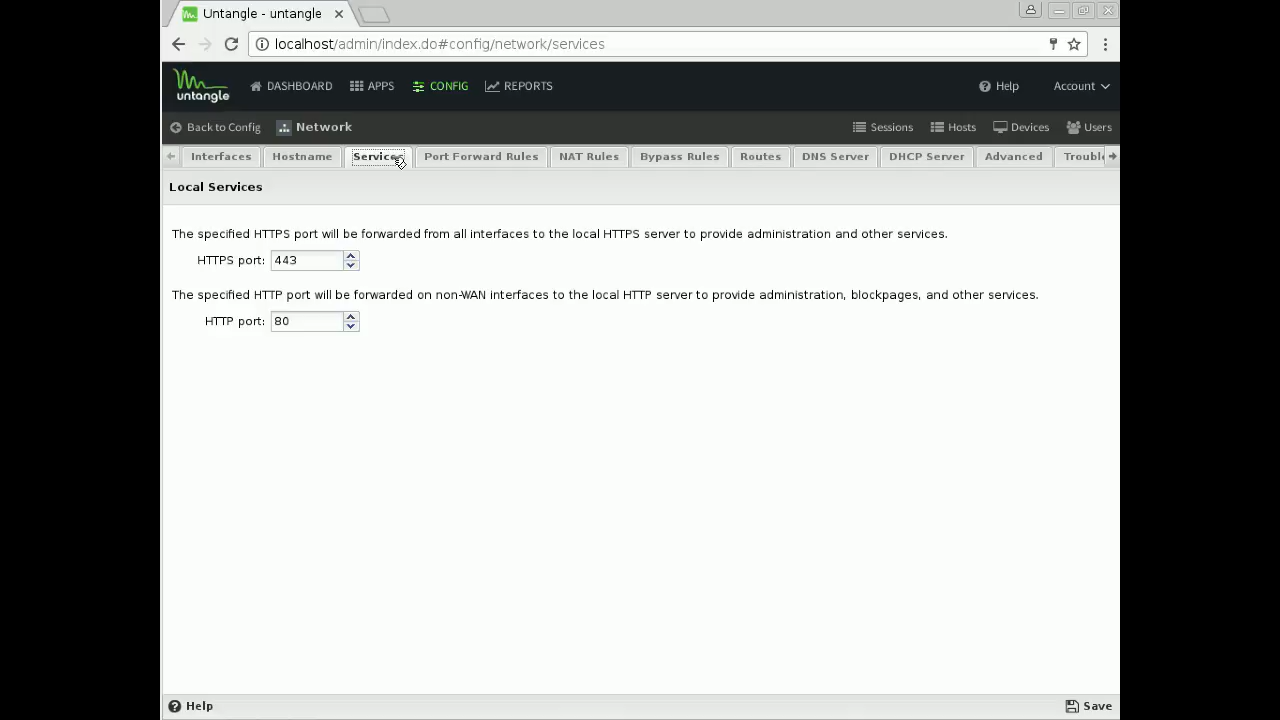 Untangle - untangle
localhost/admin/index.do#config/network/services
untangle
DASHBOARD
APPS
CONFIG
REPORTS
Help
Account
Back to Config
Network
Sessions
Hosts
Devices
Users
Interfaces
Hostname
Services
Port Forward Rules
NAT Rules
Bypass Rules
Routes
DNS Server
DHCP Server
Advanced
Troubl
Local Services
The specified HTTPS port will be forwarded from all interfaces to the local HTTPS server to provide administration and other services.
HTTPS port: 443
The specified HTTP port will be forwarded on non-WAN interfaces to the local HTTP server to provide administration, blockpages, and other services.
HTTP port: 80
Help
Save